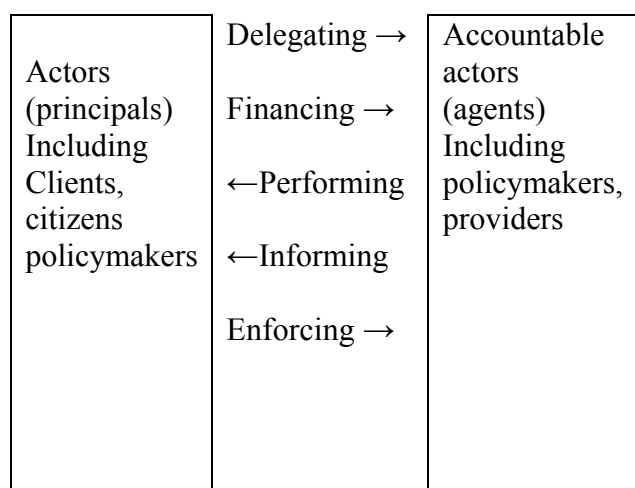 Actors
(principals)
Including
Clients,
citizens
policymakers
Delegating →
Financing →
←Performing
←Informing
Enforcing →
Accountable
actors
(agents)
Including
policymakers,
providers